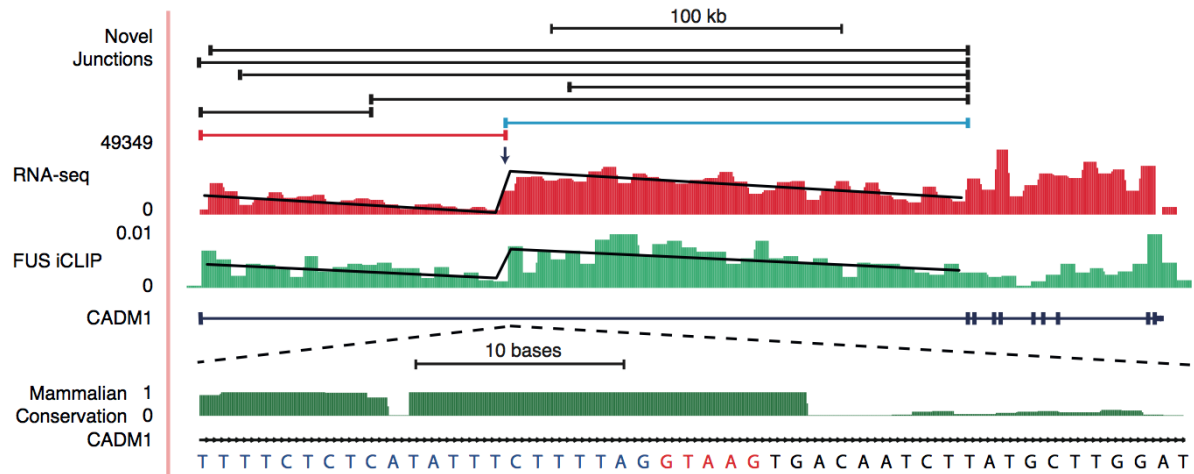 100 kb
Novel
Junctions
49349
RNA-seq
0
0.01
FUS iCLIP
0
CADM1
10 bases
Mammalian 1
Conservation 0
CADM1
T T T T C T C T C A T A T T T C T T T T A G G T A A G T G A C A A T C T T A T G C T T G G A T